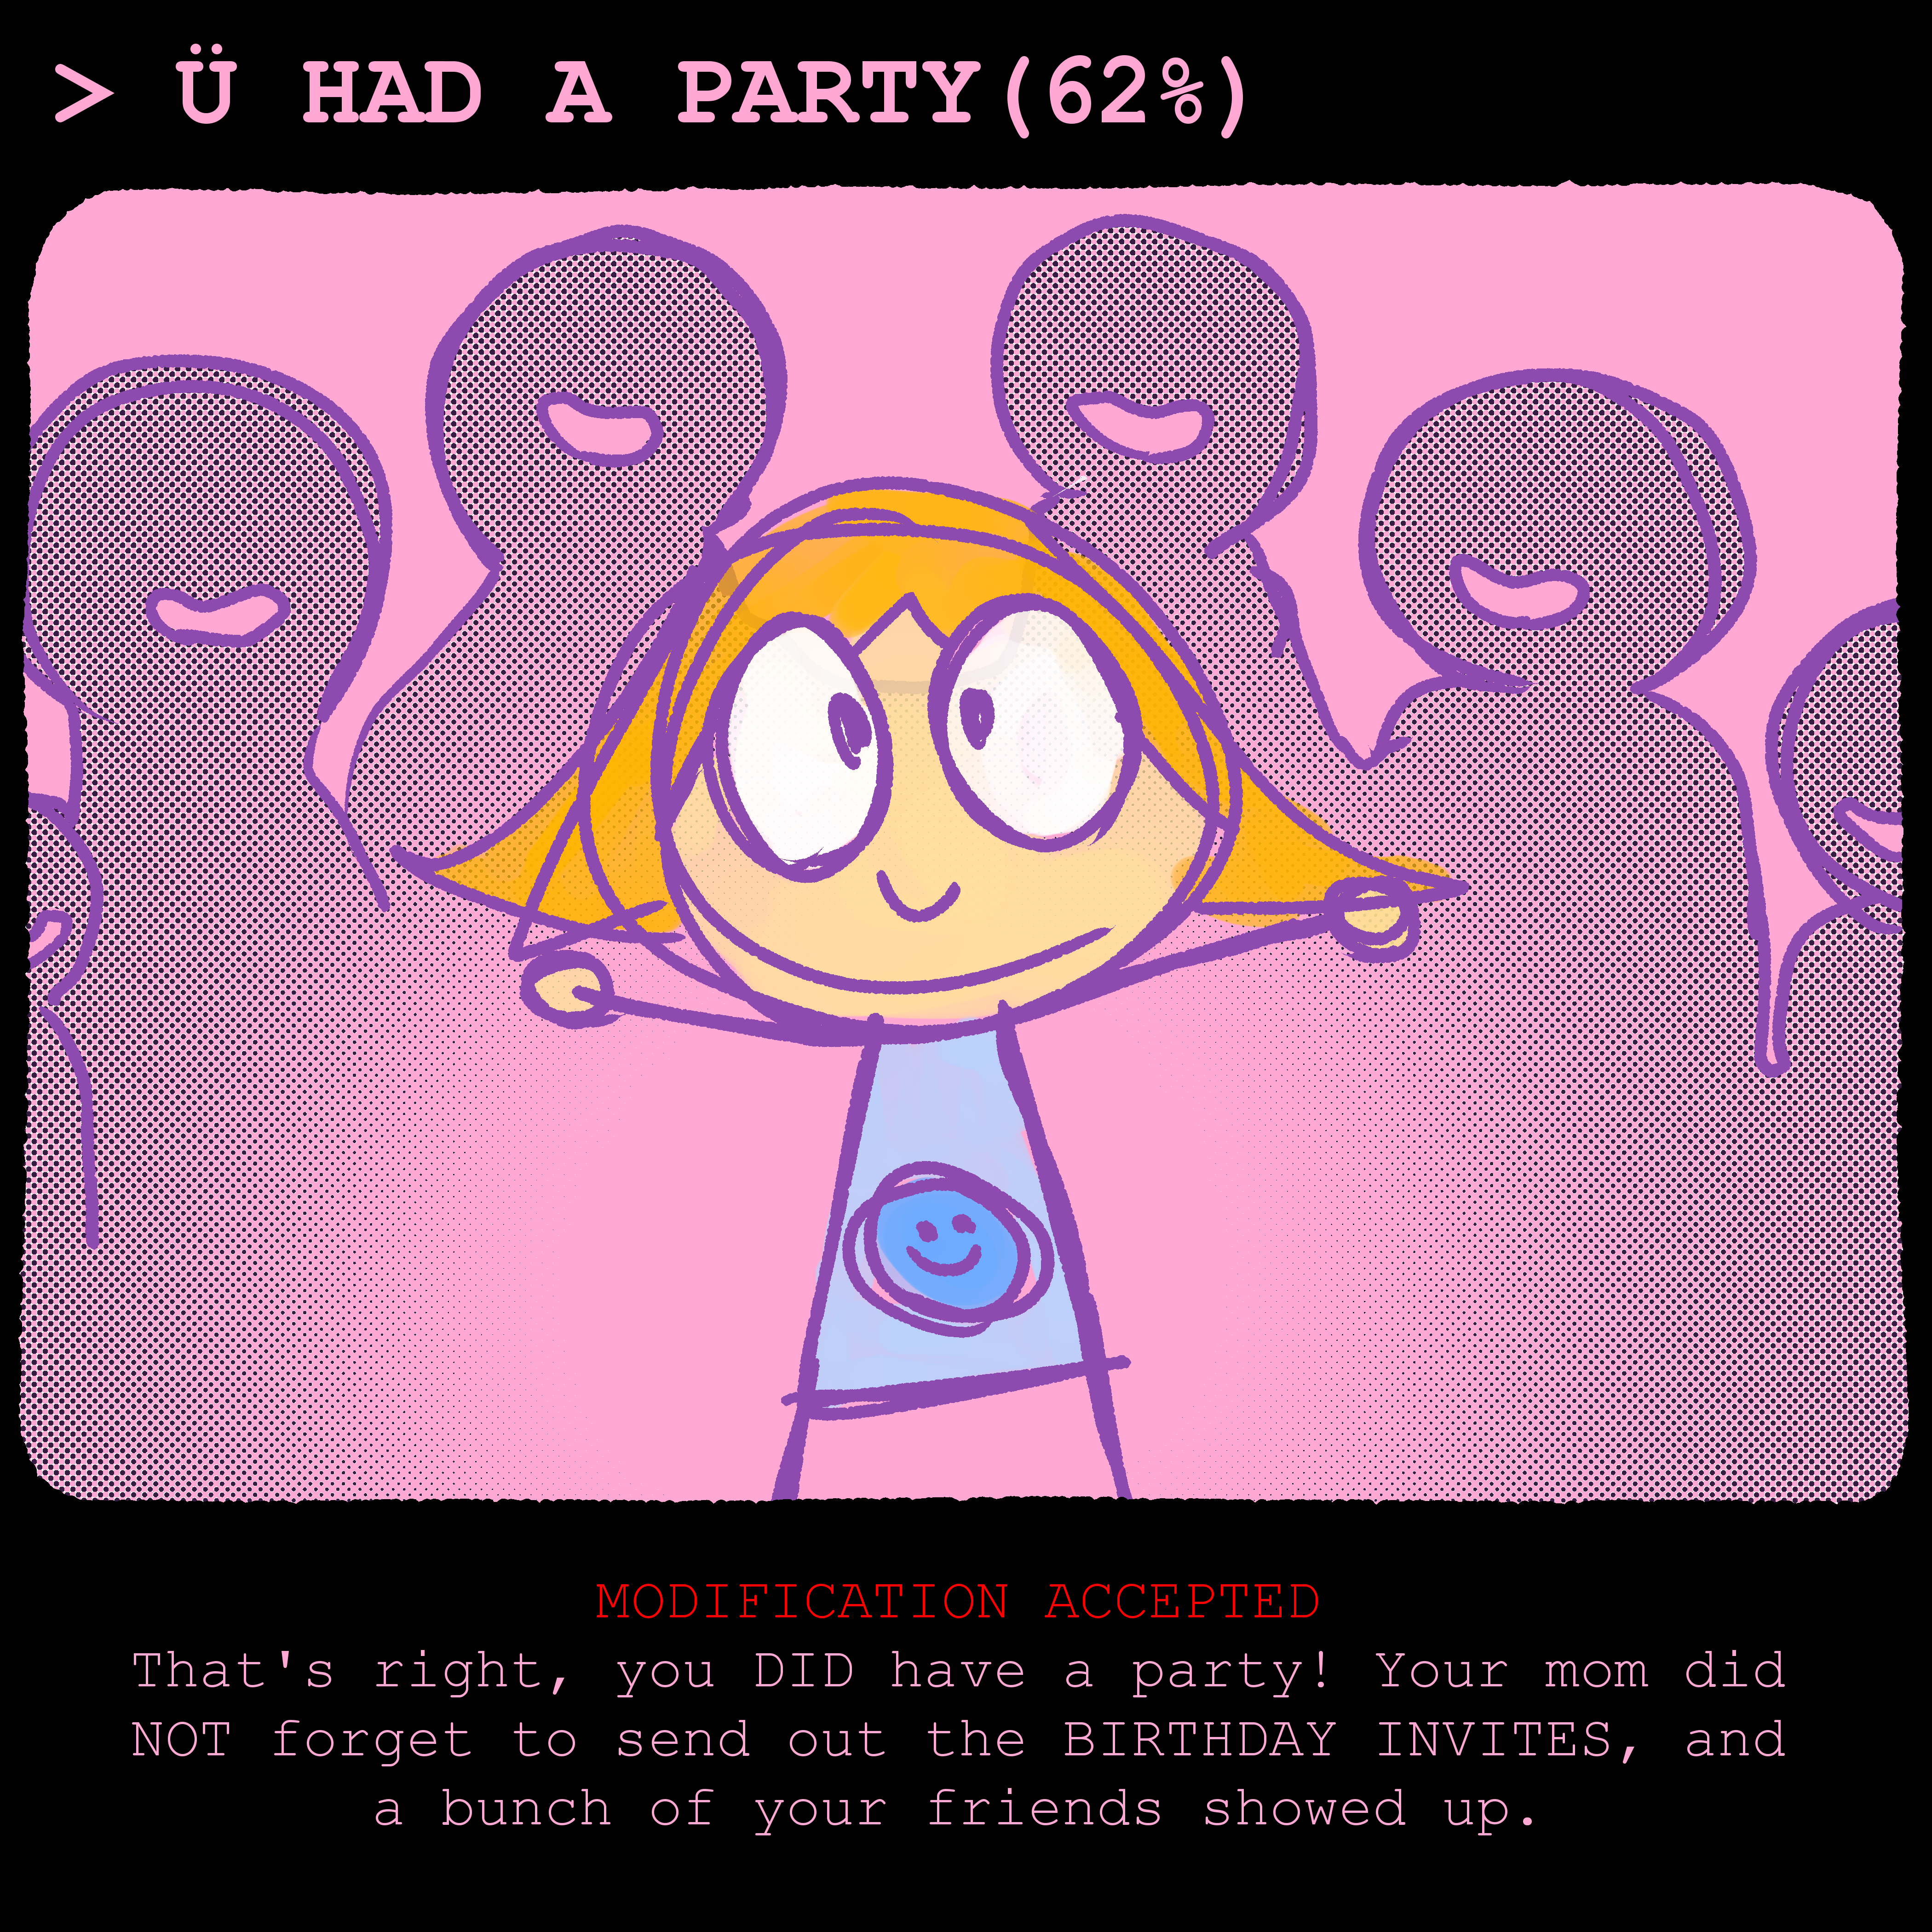 > Ü HAD A PARTY(62%)
MODIFICATION ACCEPTED
That's right, you DID have a party! Your mom did
NOT forget to send out the BIRTHDAY INVITES, and
a bunch of your friends showed up.